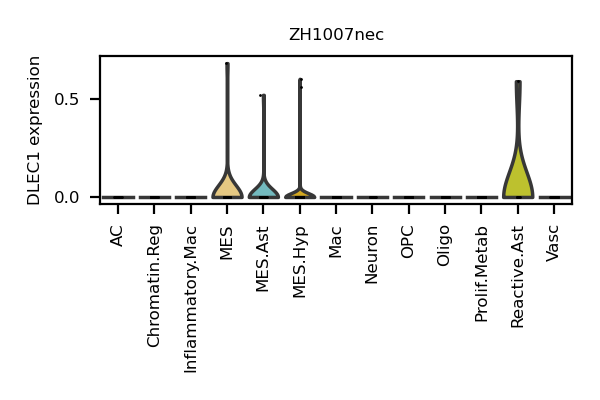 ZH1007nec
DLEC1 expression
0.5
0.0
AC
Chromatin.Reg
Inflammatory.Mac
MES
MES.Ast
MES.Hyp
Mac
Neuron
OPC
Oligo
Prolif.Metab
Reactive.Ast
Vasc